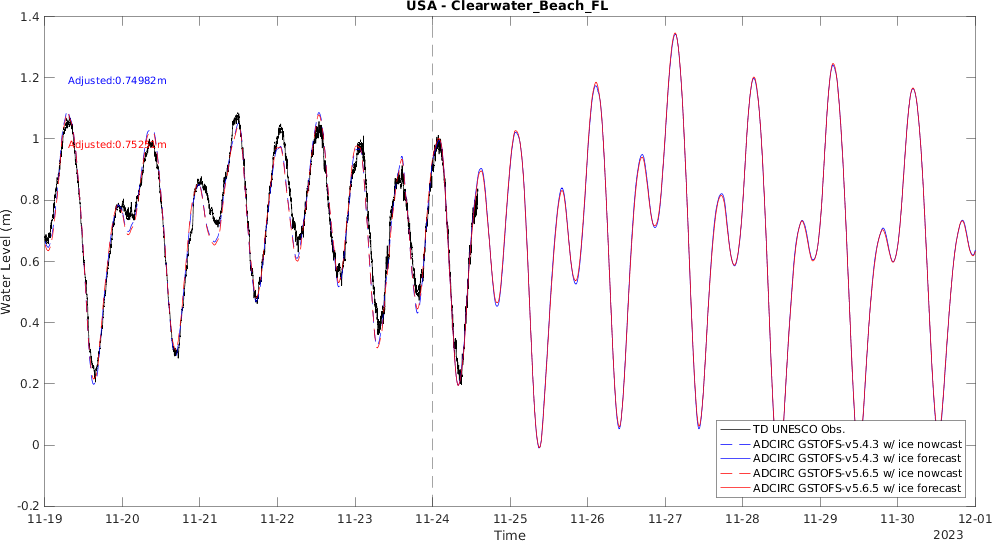 USA - Clearwater_Beach_FL
1.4
1.2
1
0.8
0.6
0.4
0.2
0
-0.2
Water Level (m)
Adjusted:0.74982m
TD UNESCO Obs.
ADCIRC GSTOFS-v5.4.3 w/ ice nowcast
ADCIRC GSTOFS-v5.4.3 w/ ice forecast
ADCIRC GSTOFS-v5.6.5 w/ ice nowcast
ADCIRC GSTOFS-v5.6.5 w/ ice forecast
11-19 11-20 11-21 11-22 11-23 11-24 11-25 11-26 11-27 11-28 11-29 11-30 12-01
Time
2023